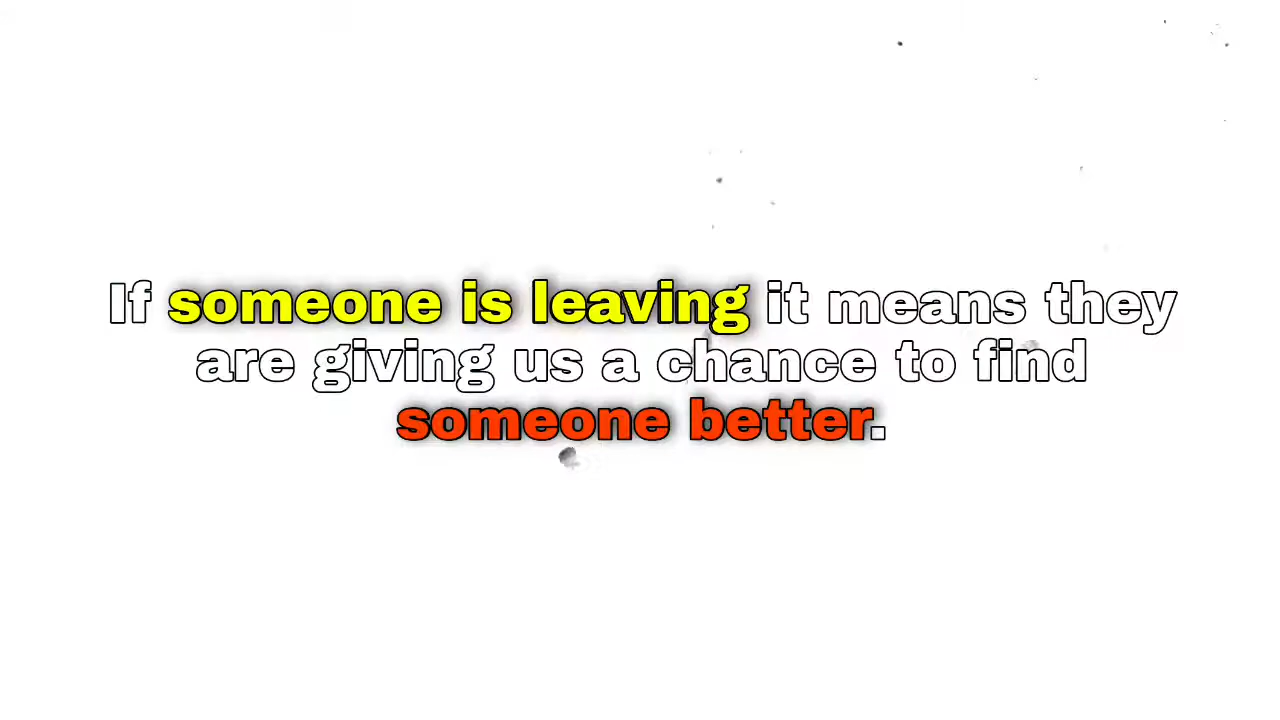 If someone is leaving it means they
are giving us a chance to find
someone better.